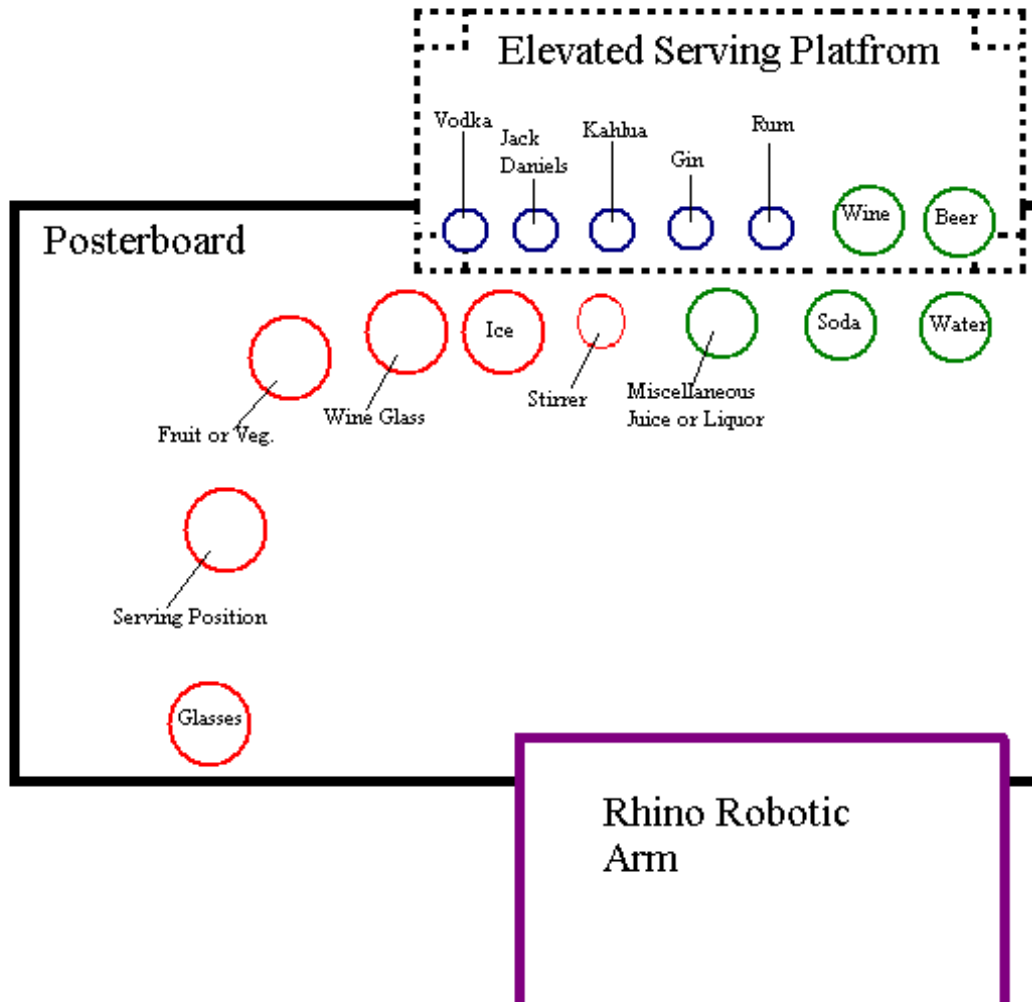 Elevated Serving Platfrom
Vodka
Jack
Daniels
Kahlua
Gin
Rum
Wine
Beer
Posterboard
Ice
Soda
Water
Fruit or Veg.
Wine Glass
Stirrer
Miscellaneous
Juice or Liquor
Serving Position
Glasses
Rhino Robotic
Arm